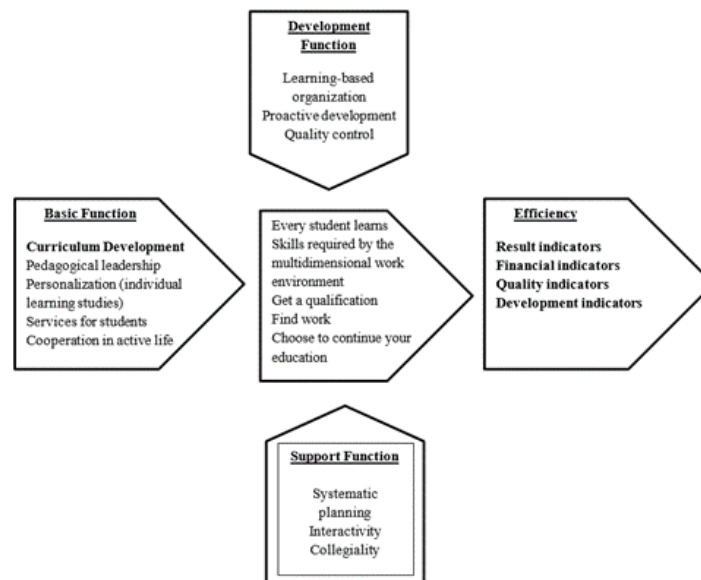 Development
Function
Learning-based
organization
Proactive development
Quality control
Basic Function
Curriculum Development
Pedagogical leadership
Personalization (individual
learning studies)
Services for students
Cooperation in active life
Every student learns
Skills required by the
multidimensional work
environment
Get a qualification
Find work
Choose to continue your
education
Efficiency
Result indicators
Financial indicators
Quality indicators
Development indicators
Support Function
Systematic
planning
Interactivity
Collegiality